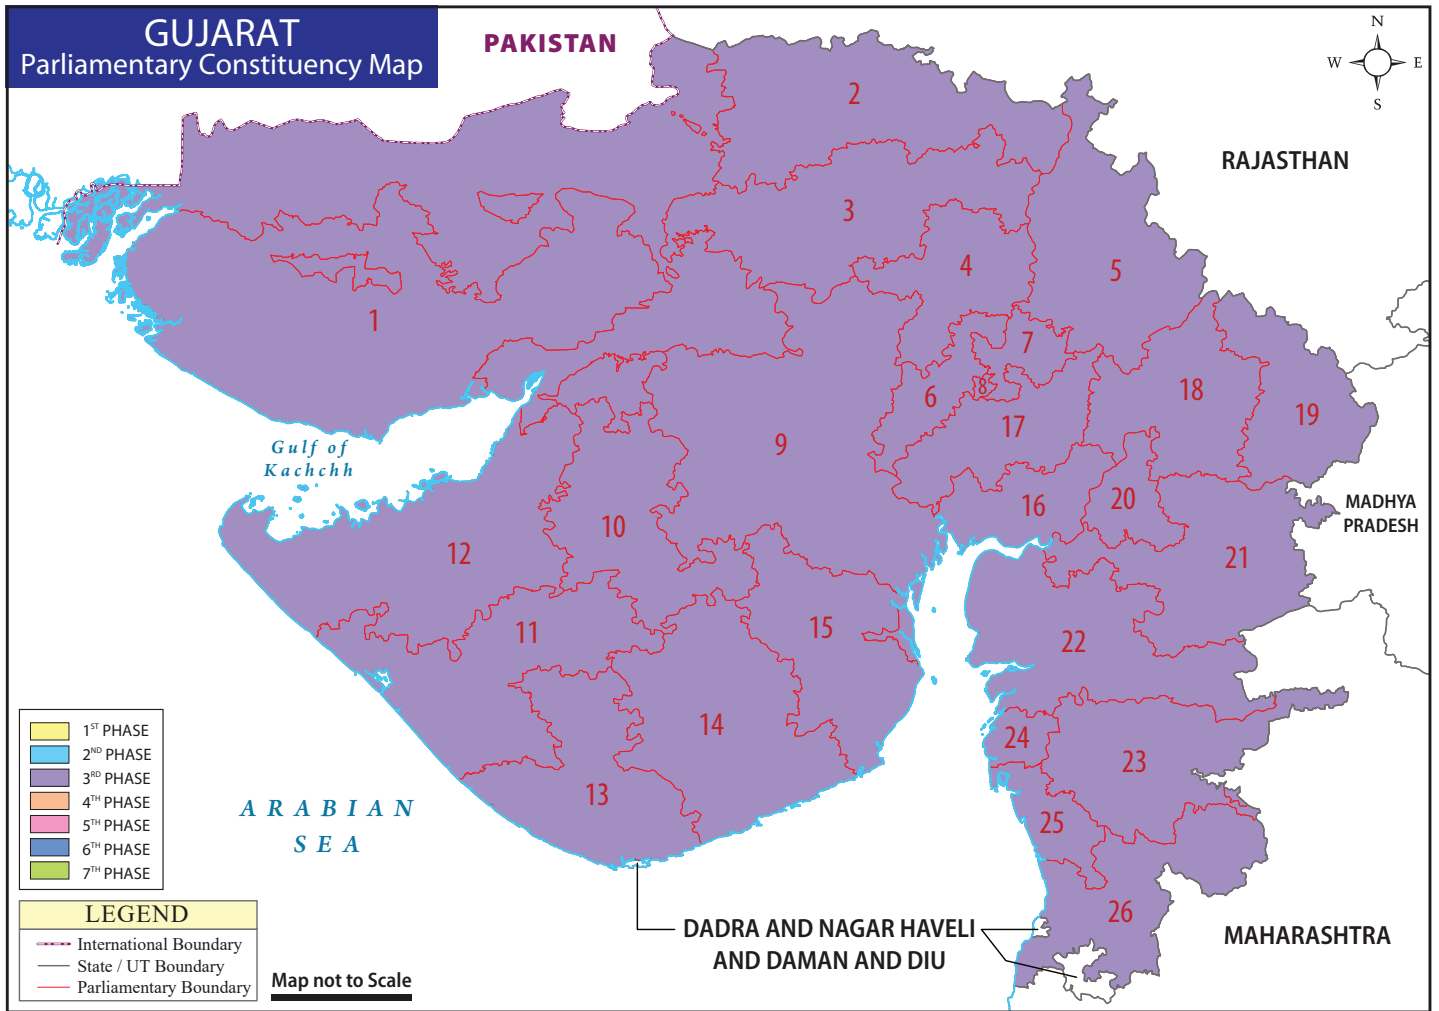 GUJARAT
Parliamentary Constituency Map
PAKISTAN
N
W E
S
RAJASTHAN
2
3
4
5
1
7
8
6
17
18
19
Gulf of
Kachchh
9
16
20
MADHYA
PRADESH
10
12
21
11
15
22
14
24
23
13
25
26
ARABIAN
SEA
1ST PHASE
2ND PHASE
3RD PHASE
4TH PHASE
5TH PHASE
6TH PHASE
7TH PHASE
LEGEND
International Boundary
State / UT Boundary
Parliamentary Boundary
Map not to Scale
DADRA AND NAGAR HAVELI
AND DAMAN AND DIU
MAHARASHTRA